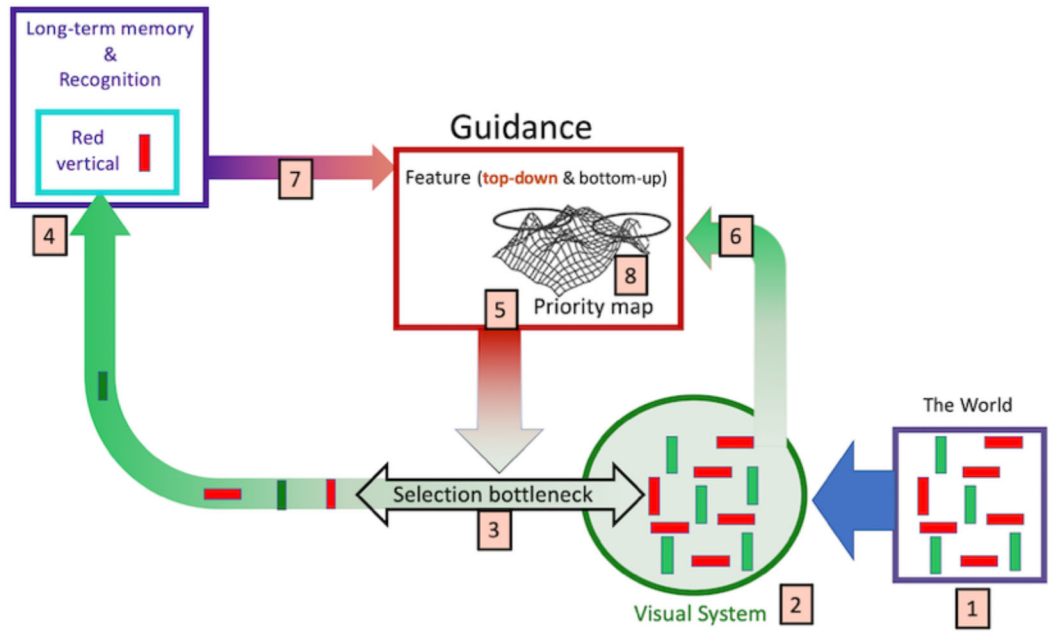 Long-term memory
&
Recognition
Red
vertical
4
7
Guidance
Feature (top-down & bottom-up)
8
Priority map
5
6
Selection bottleneck
3
Visual System
2
The World
1